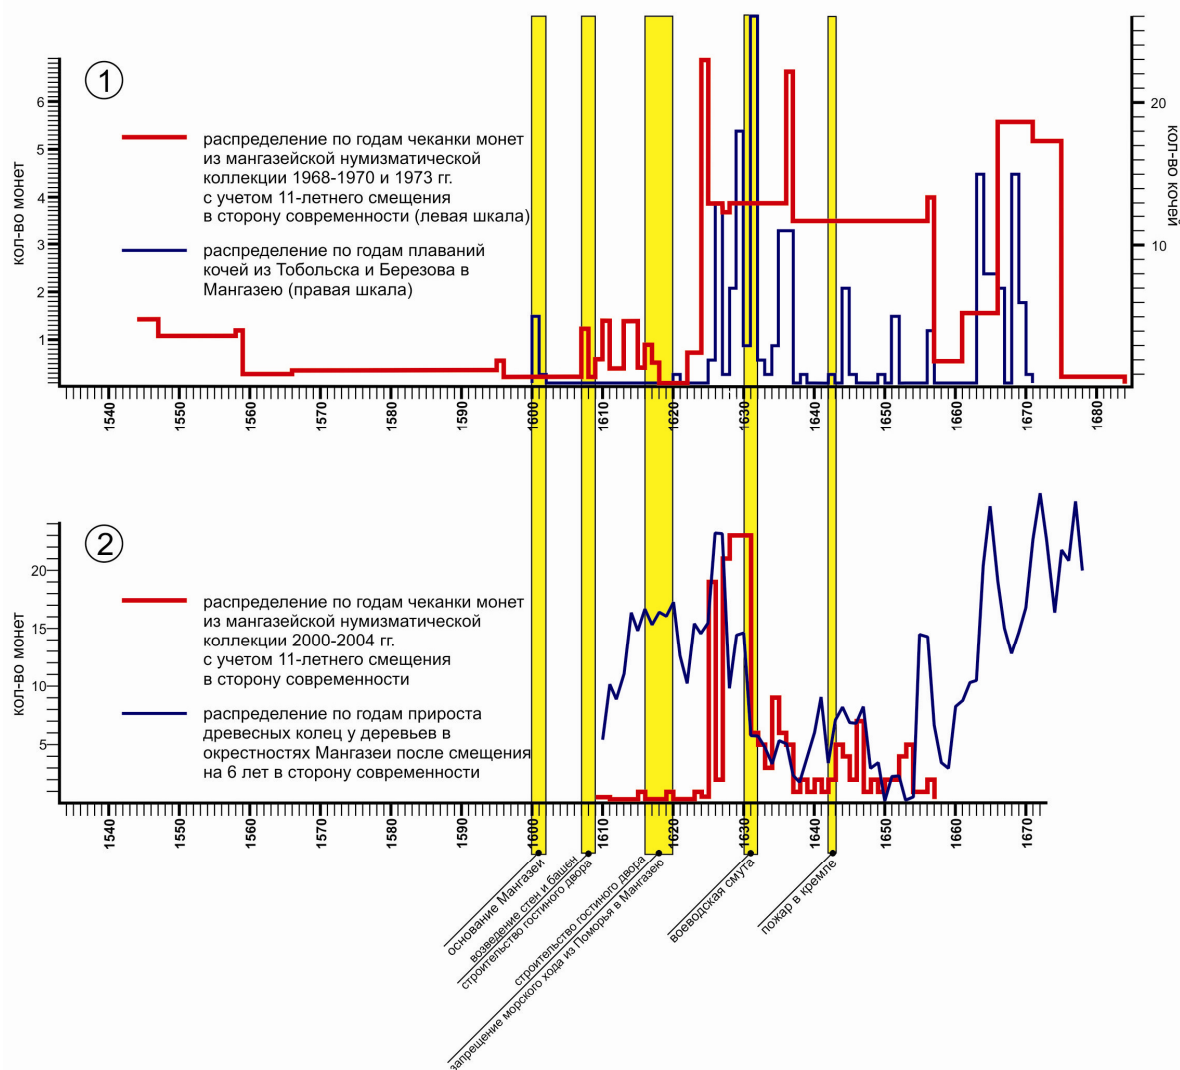 1
распределение по годам чеканки монет
из мангазейской нумизматической
коллекции 1968-1970 и 1973 гг.
с учетом 11-летнего смещения
в сторону современности (левая шкала)
распределение по годам плаваний
кочей из Тобольска и Березова в
Мангазею (правая шкала)
кол-во монет
6
5
4
3
2
1
кол-во кочей
20
10
1540
1550
1560
1570
1580
1590
1600
1610
1620
1630
1640
1650
1660
1670
1680
2
распределение по годам чеканки монет
из мангазейской нумизматической
коллекции 2000-2004 гг.
с учетом 11-летнего смещения
в сторону современности
распределение по годам прироста
древесных колец у деревьев в
окрестностях Мангазеи после смещения
на 6 лет в сторону современности
кол-во монет
20
15
10
5
1540
1550
1560
1570
1580
1590
1600
1610
1620
1630
1640
1650
1660
1670
основание Мангазеи
возведение стен и башен
строительство гостиного двора
строительство гостиного двора
запрещение морского хода из Поморья в Мангазею
воеводская смута
пожар в кремле